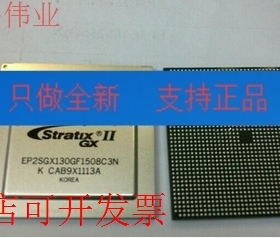 伟业
只做全新 支持正品
Stratix II
GX
EP2SGX130GF1508C3N
K CAB9X1113A
KOREA
店可开发票